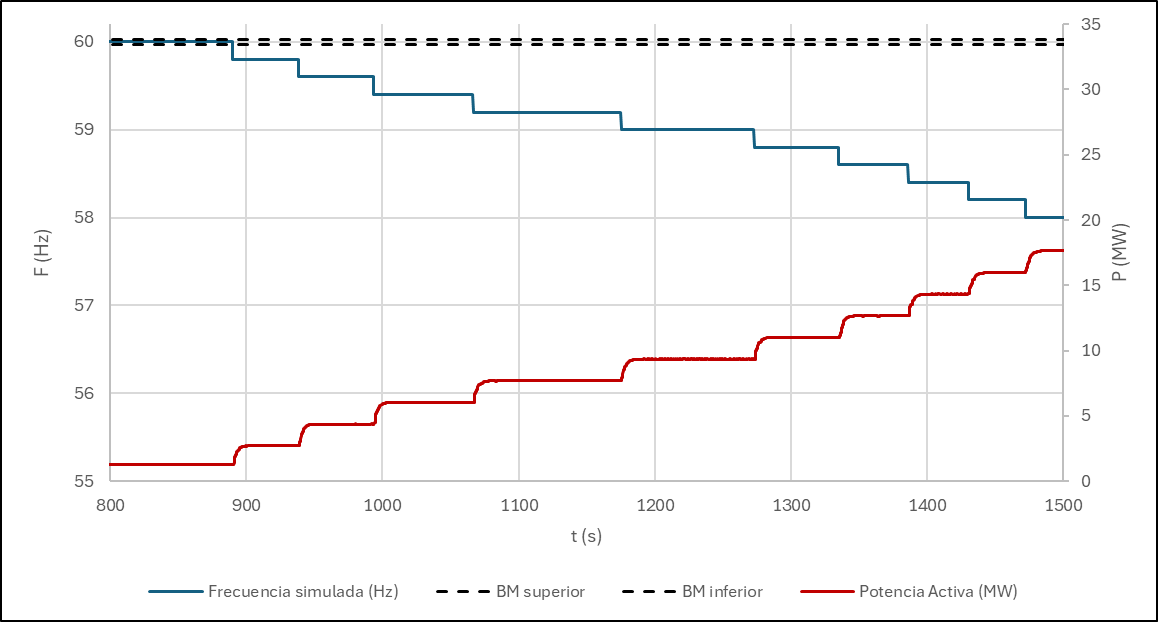 60
59
58
57
56
55
F (Hz)
35
30
25
20
15
10
5
0
P (MW)
800 900 1000 1100 1200 1300 1400 1500
t (s)
Frecuencia simulada (Hz) BM superior BM inferior Potencia Activa (MW)